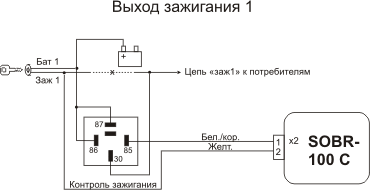 Выход зажигания 1
Бат 1
+
Заж 1
Цепь «заж1» к потребителям
87
86
85
30
Бел./кор.
Желт.
1
2
x2
SOBR-
100 C
Контроль зажигания